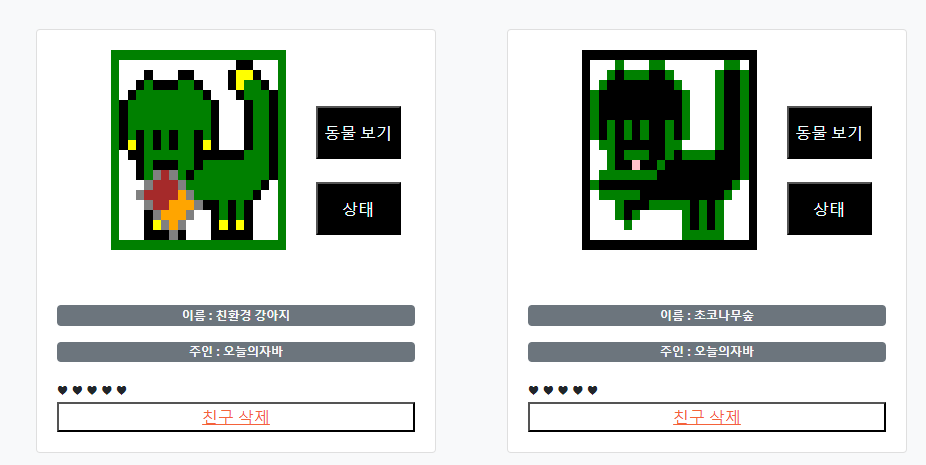 동물 보기
상태
이름 : 친환경 강아지
주인 : 오늘의자바
♥ ♥ ♥ ♥ ♥
친구 삭제
동물 보기
상태
이름 : 초코나무숲
주인 : 오늘의자바
♥ ♥ ♥ ♥ ♥
친구 삭제